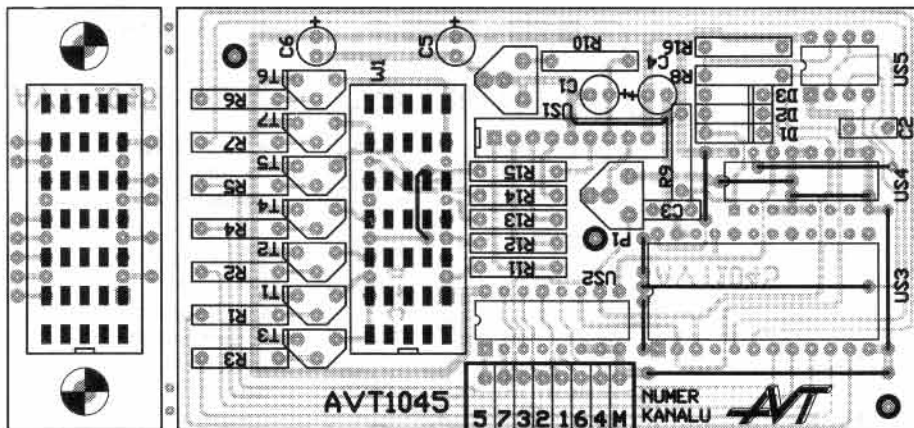 C6
C5
R10
C4
R16
R8
US5
T6
W1
C1
US1
D3
D2
D1
C2
R6
T7
R7
T5
R15
R9
US4
R5
R14
T4
R13
C3
R4
R12
P1
T2
R11
US2
US3
R2
T1
R1
T3
R3
AVT1045
5 7 3 2 1 6 4 M
NUMER
KANALU
AVT